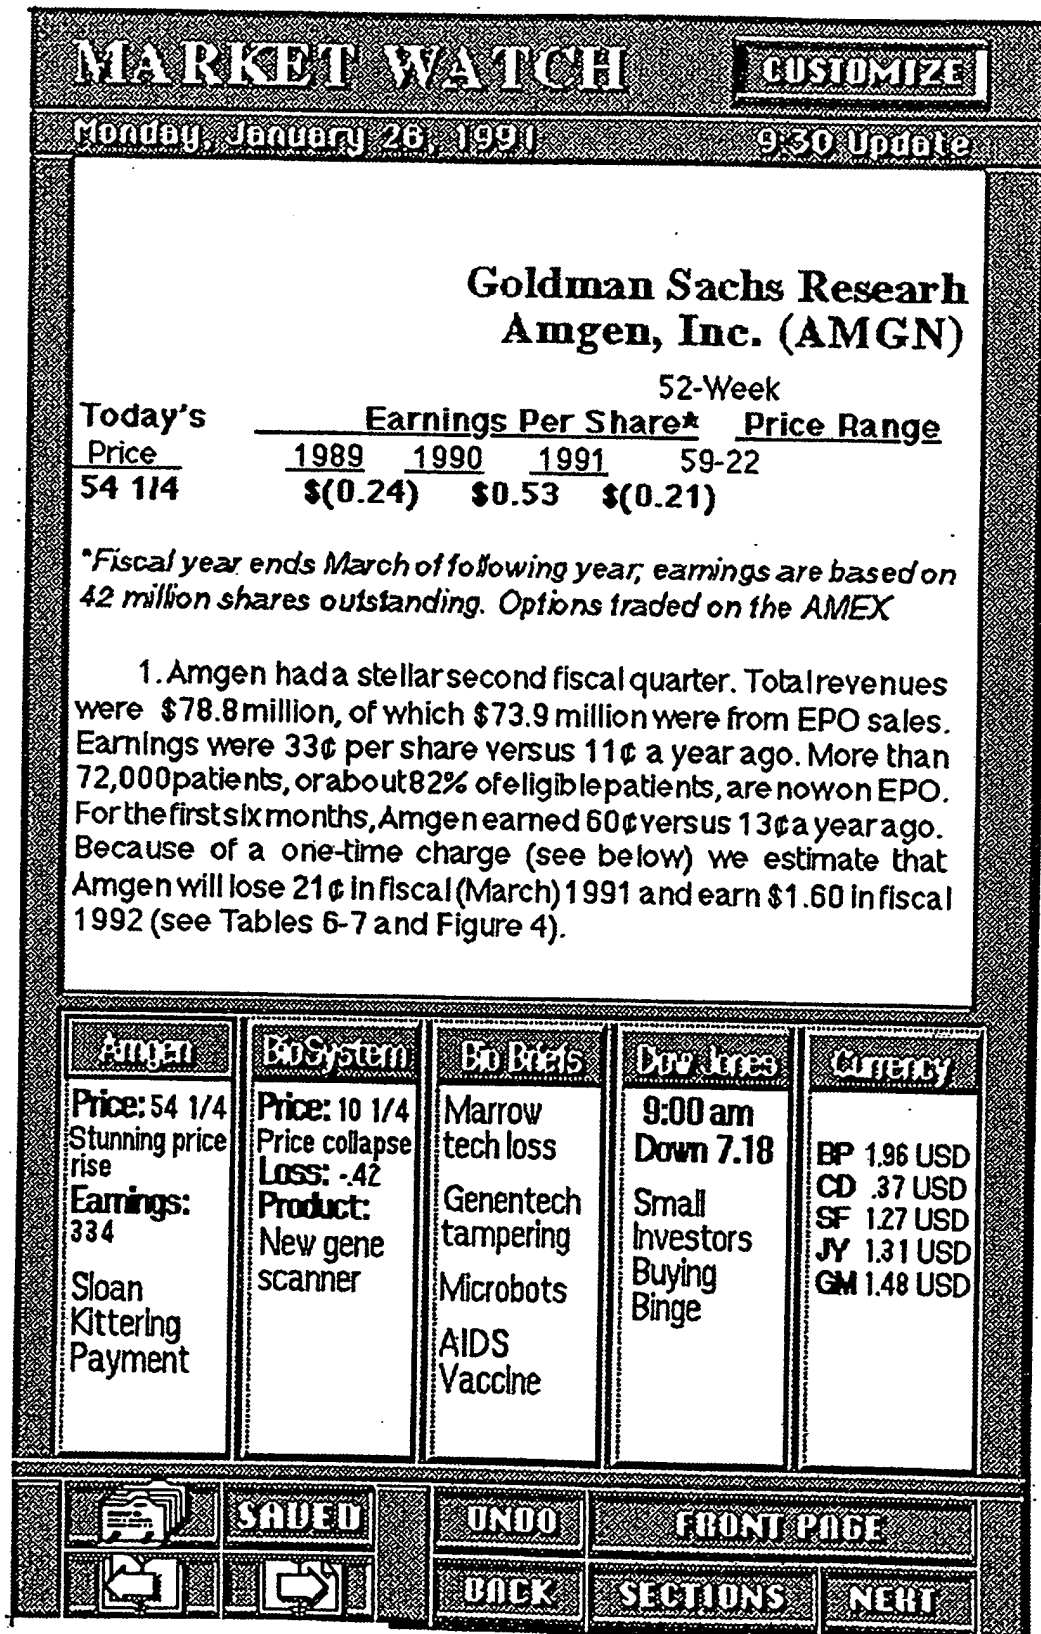 MARKET WATCH
CUSTOMIZE
Monday, January 26, 1991
9:30 Update
Goldman Sachs Researh
Amgen, Inc. (AMGN)
52-Week
Today's Earnings Per Share* Price Range
Price 1989 1990 1991 59-22
54 1/4 $(0.24) $0.53 $(0.21)
*Fiscal year ends March of following year; earnings are based on
42 million shares outstanding. Options traded on the AMEX
1. Amgen had a stellar second fiscal quarter. Total revenues
were $78.8 million, of which $73.9 million were from EPO sales.
Earnings were 33¢ per share versus 11¢ a year ago. More than
72,000 patients, or about 82% of eligible patients, are now on EPO.
For the first six months, Amgen earned 60¢ versus 13¢ a year ago.
Because of a one-time charge (see below) we estimate that
Amgen will lose 21¢ in fiscal (March) 1991 and earn $1.60 in fiscal
1992 (see Tables 6-7 and Figure 4).
Amgen
Price: 54 1/4
Stunning price
rise
Earnings:
334
Sloan
Kittering
Payment
BioSystem
Price: 10 1/4
Price collapse
Loss: -.42
Product:
New gene
scanner
Bio Briefs
Marrow
tech loss
Genentech
tampering
Microbots
AIDS
Vaccine
Dow Jones
9:00 am
Down 7.18
Small
Investors
Buying
Binge
Currency
BP 1.96 USD
CD .37 USD
SF 1.27 USD
JY 1.31 USD
GM 1.48 USD
SAVED
UNDO
FRONT PAGE
BACK
SECTIONS
NEXT